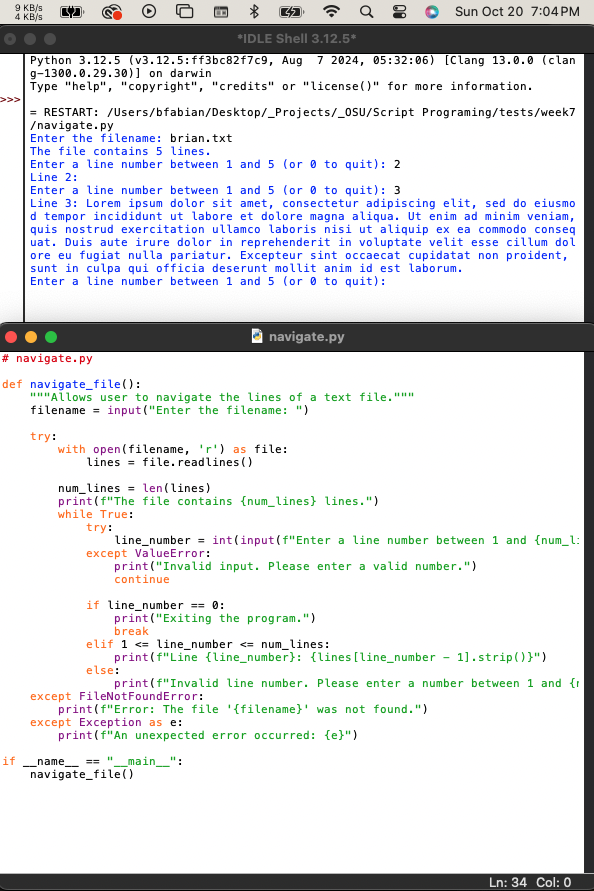 9 KB/s
4 KB/s
Sun Oct 20 7:04 PM
*IDLE Shell 3.12.5*
Python 3.12.5 (v3.12.5:ff3bc82f7c9, Aug  7 2024, 05:32:06) [Clang 13.0.0 (clan
g-1300.0.29.30)] on darwin
Type "help", "copyright", "credits" or "license()" for more information.
>>>
= RESTART: /Users/bfabian/Desktop/_Projects/_OSU/Script Programing/tests/week7
/navigate.py
Enter the filename: brian.txt
The file contains 5 lines.
Enter a line number between 1 and 5 (or 0 to quit): 2
Line 2:
Enter a line number between 1 and 5 (or 0 to quit): 3
Line 3: Lorem ipsum dolor sit amet, consectetur adipiscing elit, sed do eiusmo
d tempor incididunt ut labore et dolore magna aliqua. Ut enim ad minim veniam,
quis nostrud exercitation ullamco laboris nisi ut aliquip ex ea commodo conseq
uat. Duis aute irure dolor in reprehenderit in voluptate velit esse cillum dol
ore eu fugiat nulla pariatur. Excepteur sint occaecat cupidatat non proident,
sunt in culpa qui officia deserunt mollit anim id est laborum.
Enter a line number between 1 and 5 (or 0 to quit):
navigate.py
# navigate.py
def navigate_file():
    """Allows user to navigate the lines of a text file."""
    filename = input("Enter the filename: ")
    try:
        with open(filename, 'r') as file:
            lines = file.readlines()
        num_lines = len(lines)
        print(f"The file contains {num_lines} lines.")
        while True:
            try:
                line_number = int(input(f"Enter a line number between 1 and {num_li
            except ValueError:
                print("Invalid input. Please enter a valid number.")
                continue
            if line_number == 0:
                print("Exiting the program.")
                break
            elif 1 <= line_number <= num_lines:
                print(f"Line {line_number}: {lines[line_number - 1].strip()}")
            else:
                print(f"Invalid line number. Please enter a number between 1 and {n
    except FileNotFoundError:
        print(f"Error: The file '{filename}' was not found.")
    except Exception as e:
        print(f"An unexpected error occurred: {e}")
if __name__ == "__main__":
    navigate_file()
Ln: 34 Col: 0